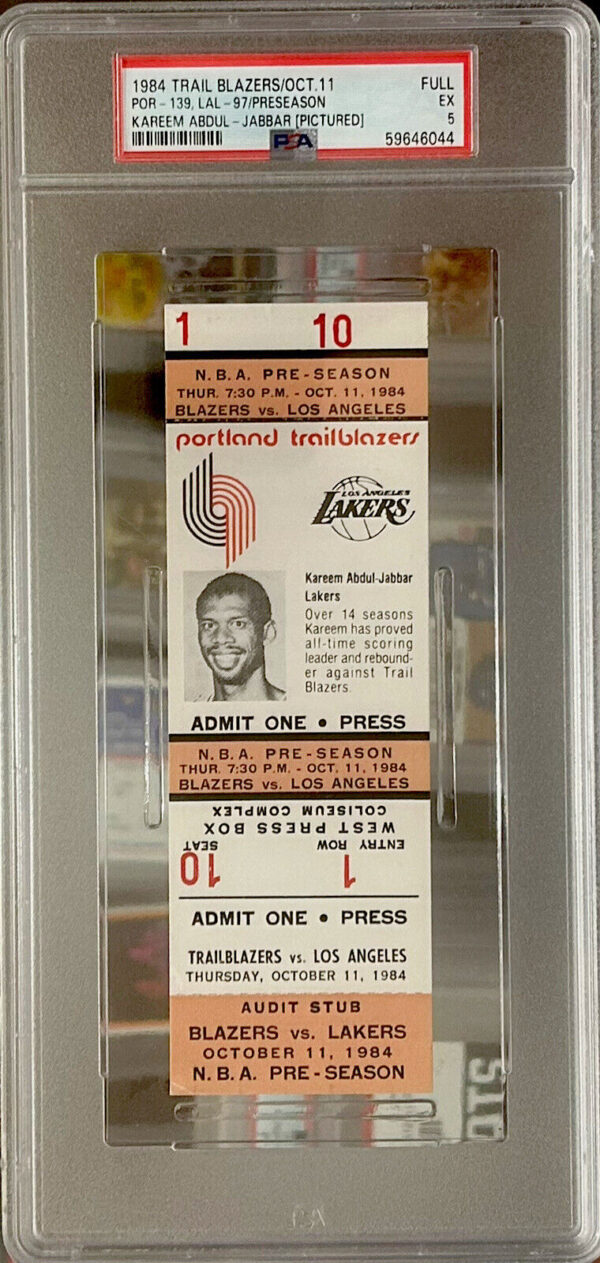 1984 TRAIL BLAZERS/OCT.11 FULL
POR - 139, LAL - 97/PRESEASON EX
KAREEM ABDUL - JABBAR [PICTURED] 5
PSA 59646044
1 10
N.B.A. PRE-SEASON
THUR. 7:30 P.M. - OCT. 11, 1984
BLAZERS vs. LOS ANGELES
portland trailblazers
LOS ANGELES
LAKERS
Kareem Abdul-Jabbar
Lakers
Over 14 seasons
Kareem has proved
all-time scoring
leader and rebound-
er against Trail
Blazers.
ADMIT ONE • PRESS
N.B.A. PRE-SEASON
THUR. 7:30 P.M. - OCT. 11, 1984
BLAZERS vs. LOS ANGELES
COLISEUM COMPLEX
WEST PRESS BOX
ENTRY ROW SEAT
1 10
ADMIT ONE • PRESS
TRAILBLAZERS vs. LOS ANGELES
THURSDAY, OCTOBER 11, 1984
AUDIT STUB
BLAZERS vs. LAKERS
OCTOBER 11, 1984
N.B.A. PRE-SEASON